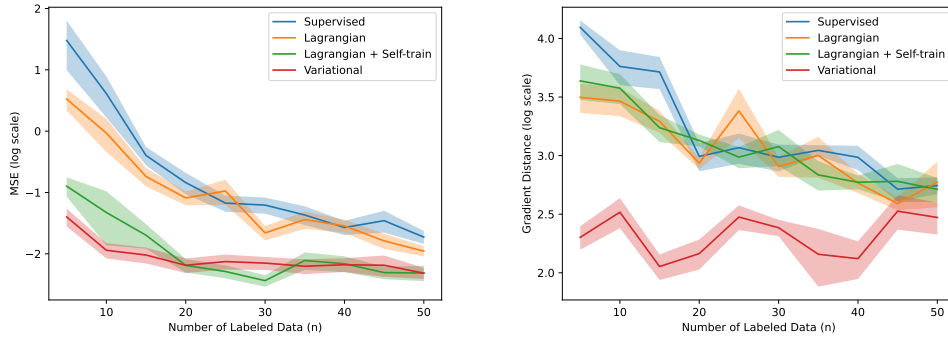 2
1
0
−1
−2
10
20
30
40
50
MSE (log scale)
Number of Labeled Data (n)
Supervised
Lagrangian
Lagrangian + Self-train
Variational
4.0
3.5
3.0
2.5
2.0
10
20
30
40
50
Gradient Distance (log scale)
Number of Labeled Data (n)
Supervised
Lagrangian
Lagrangian + Self-train
Variational